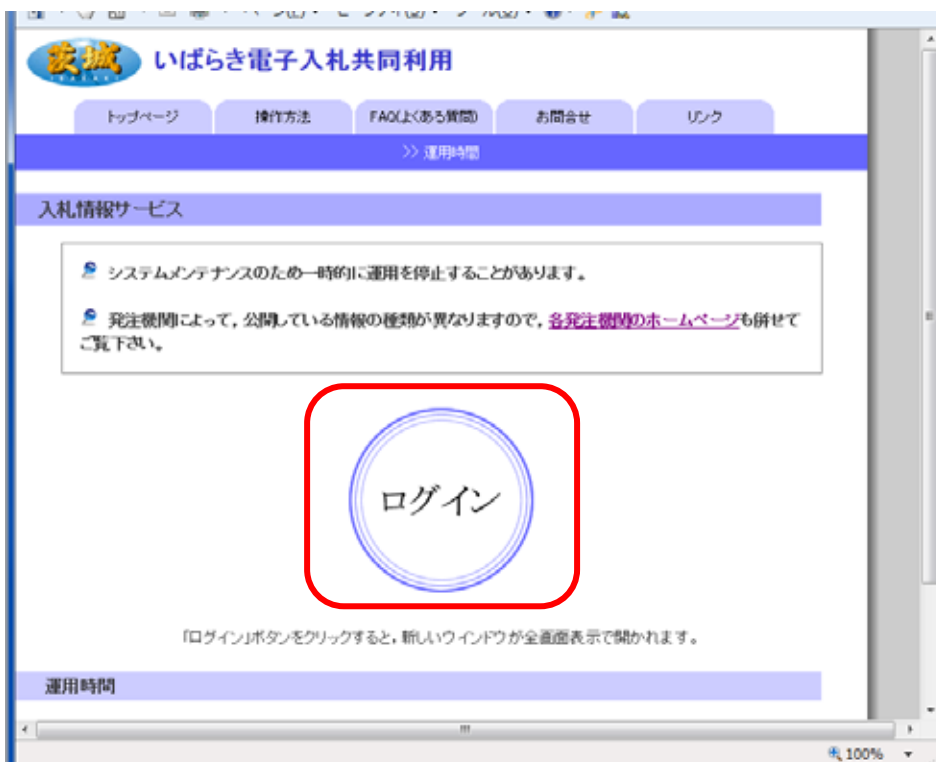 茨城
IBARAKI
いばらき電子入札共同利用
トップページ 操作方法 FAQ(よくある質問) お問合せ リンク
>> 運用時間
入札情報サービス
システムメンテナンスのため一時的に運用を停止することがあります。
発注機関によって，公開している情報の種類が異なりますので，各発注機関のホームページも併せて
ご覧下さい。
ログイン
「ログイン」ボタンをクリックすると，新しいウインドウが全画面表示で開かれます。
運用時間
100%